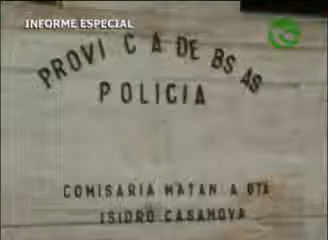 INFORME ESPECIAL
PROVI C A DE BS AS
POLICIA
COMISARIA MATAN A 6TA
ISIDRO CASANOVA